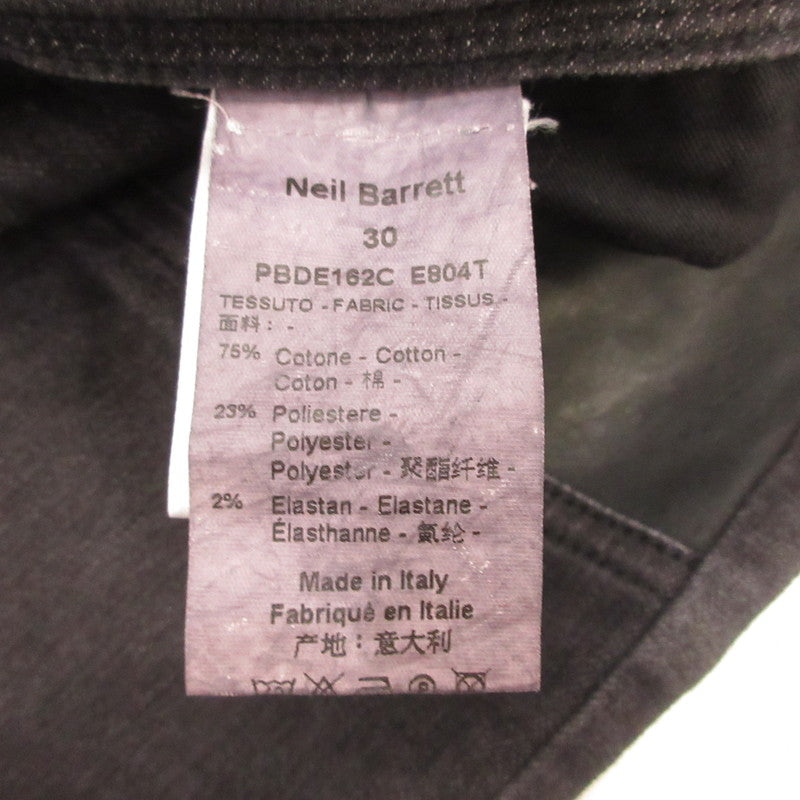 Neil Barrett
30
PBDE162C E804T
TESSUTO - FABRIC - TISSUS -
面料： -
75% Cotone - Cotton -
Coton - 棉 -
23% Poliestere -
Polyester -
Polyester - 聚酯纤维 -
2% Elastan - Elastane -
Élasthanne - 氨纶 -
Made in Italy
Fabriqué en Italie
产地：意大利